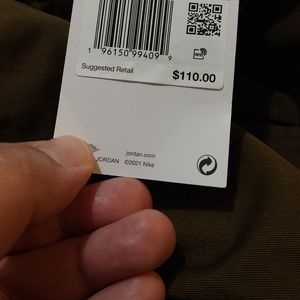 1 96150 99409 9
Suggested Retail
$110.00
jordan.com
JORDAN ©2021 Nike